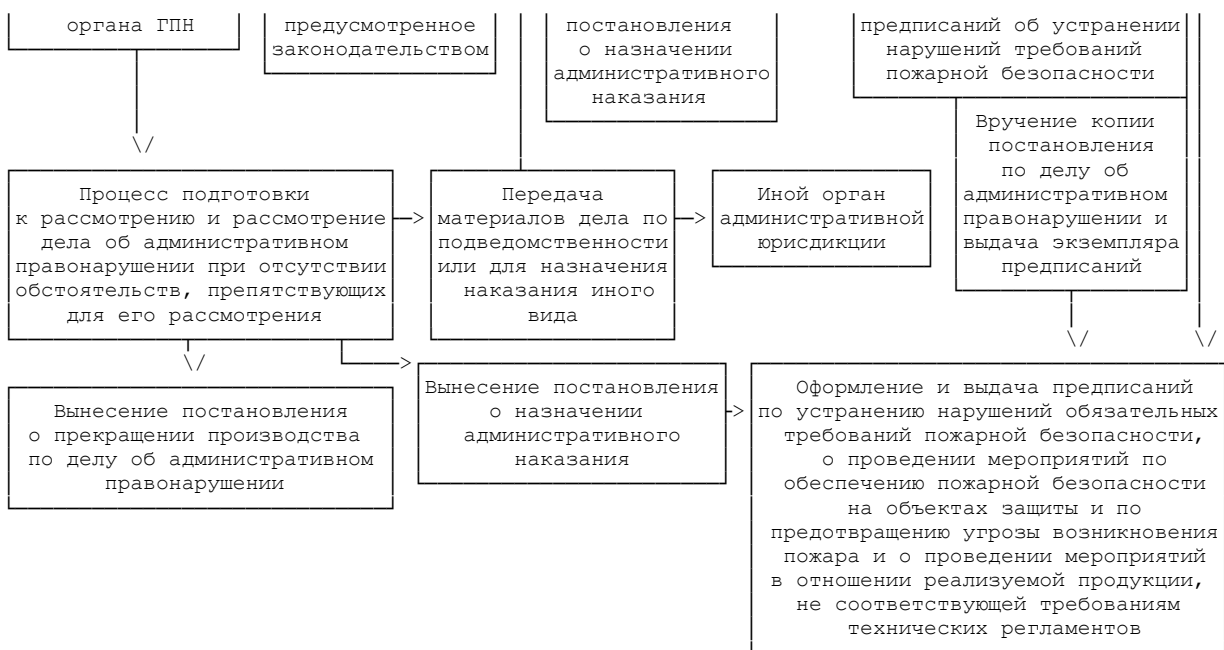 органа ГПН
предусмотренное
законодательством
постановления
о назначении
административного
наказания
предписаний об устранении
нарушений требований
пожарной безопасности
Вручение копии
постановления
по делу об
административном
правонарушении и
выдача экземпляра
предписаний
Процесс подготовки
к рассмотрению и рассмотрение
дела об административном
правонарушении при отсутствии
обстоятельств, препятствующих
для его рассмотрения
Передача
материалов дела по
подведомственности
или для назначения
наказания иного
вида
Иной орган
административной
юрисдикции
Вынесение постановления
о прекращении производства
по делу об административном
правонарушении
Вынесение постановления
о назначении
административного
наказания
Оформление и выдача предписаний
по устранению нарушений обязательных
требований пожарной безопасности,
о проведении мероприятий по
обеспечению пожарной безопасности
на объектах защиты и по
предотвращению угрозы возникновения
пожара и о проведении мероприятий
в отношении реализуемой продукции,
не соответствующей требованиям
технических регламентов